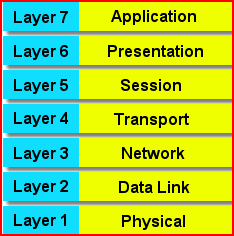 Layer 7 Application
Layer 6 Presentation
Layer 5 Session
Layer 4 Transport
Layer 3 Network
Layer 2 Data Link
Layer 1 Physical